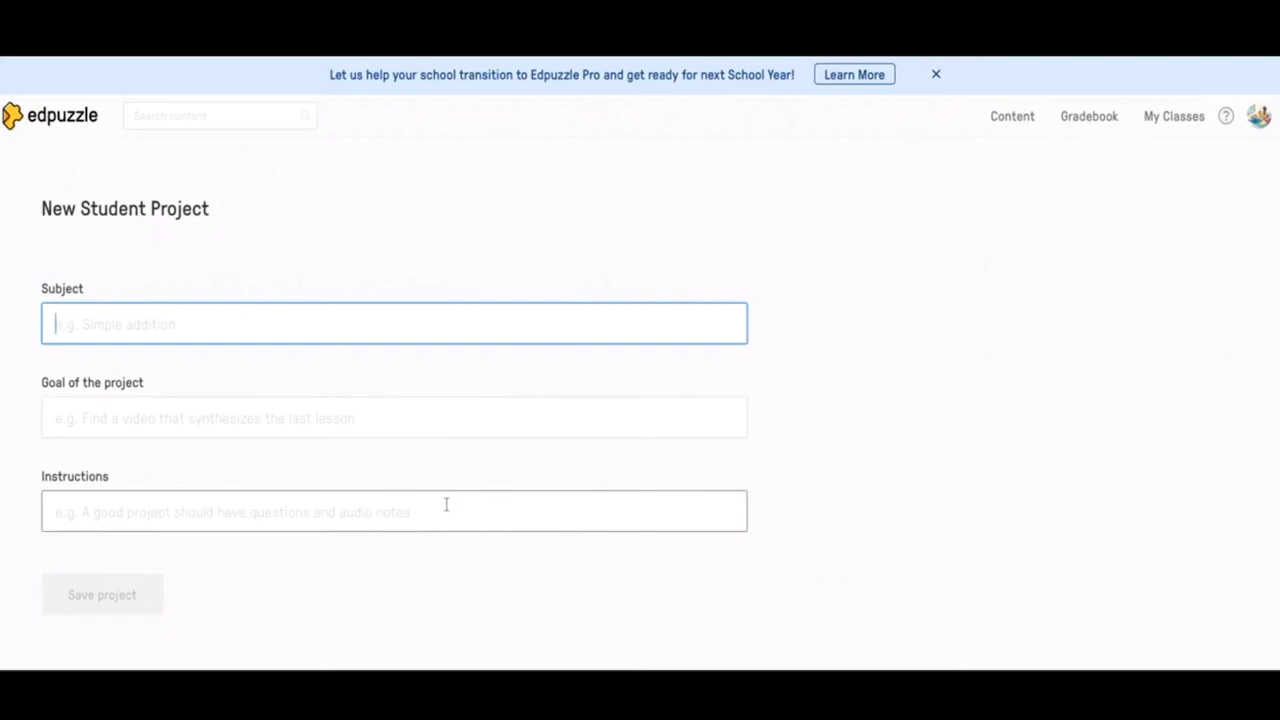 Let us help your school transition to Edpuzzle Pro and get ready for next School Year! Learn More
edpuzzle Search content Content Gradebook My Classes ?
New Student Project
Subject
e.g. Simple addition
Goal of the project
e.g. Find a video that synthesizes the last lesson
Instructions
e.g. A good project should have questions and audio notes
Save project